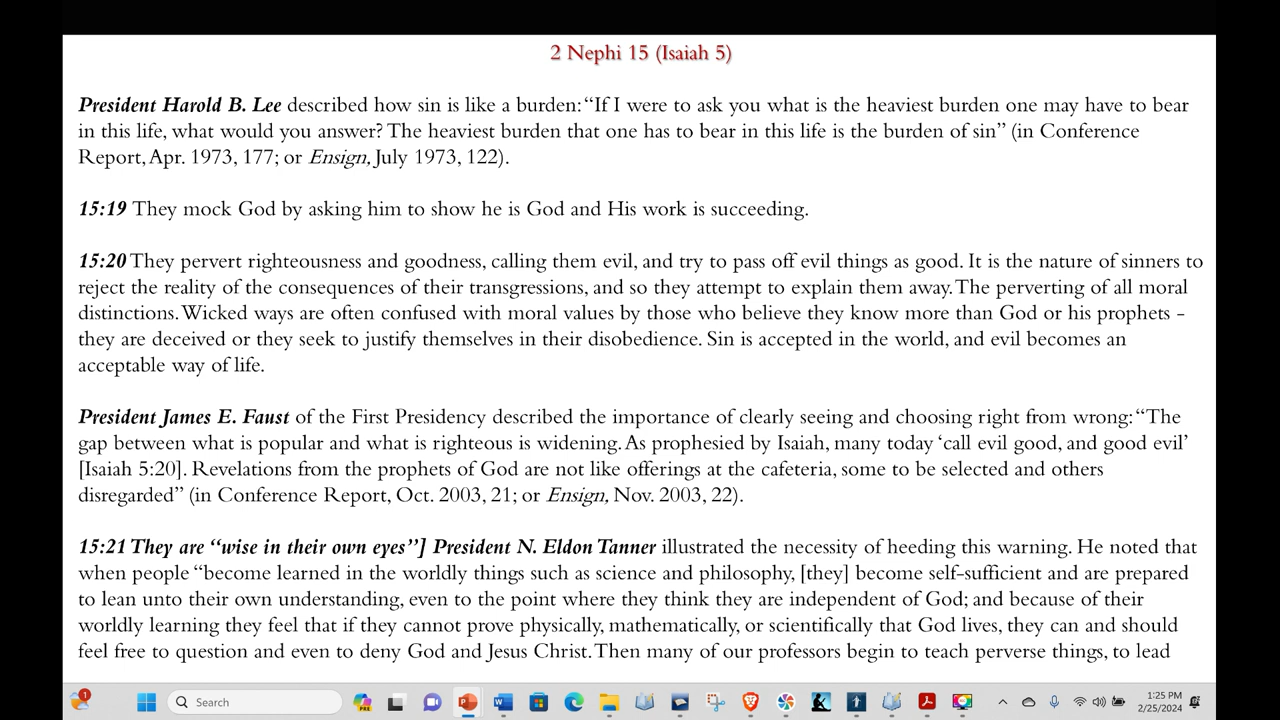 2 Nephi 15 (Isaiah 5)
President Harold B. Lee described how sin is like a burden: “If I were to ask you what is the heaviest burden one may have to bear
in this life, what would you answer? The heaviest burden that one has to bear in this life is the burden of sin” (in Conference
Report, Apr. 1973, 177; or Ensign, July 1973, 122).
15:19 They mock God by asking him to show he is God and His work is succeeding.
15:20 They pervert righteousness and goodness, calling them evil, and try to pass off evil things as good. It is the nature of sinners to
reject the reality of the consequences of their transgressions, and so they attempt to explain them away. The perverting of all moral
distinctions. Wicked ways are often confused with moral values by those who believe they know more than God or his prophets -
they are deceived or they seek to justify themselves in their disobedience. Sin is accepted in the world, and evil becomes an
acceptable way of life.
President James E. Faust of the First Presidency described the importance of clearly seeing and choosing right from wrong: “The
gap between what is popular and what is righteous is widening. As prophesied by Isaiah, many today ‘call evil good, and good evil’
[Isaiah 5:20]. Revelations from the prophets of God are not like offerings at the cafeteria, some to be selected and others
disregarded” (in Conference Report, Oct. 2003, 21; or Ensign, Nov. 2003, 22).
15:21 They are “wise in their own eyes”] President N. Eldon Tanner illustrated the necessity of heeding this warning. He noted that
when people “become learned in the worldly things such as science and philosophy, [they] become self-sufficient and are prepared
to lean unto their own understanding, even to the point where they think they are independent of God; and because of their
worldly learning they feel that if they cannot prove physically, mathematically, or scientifically that God lives, they can and should
feel free to question and even to deny God and Jesus Christ. Then many of our professors begin to teach perverse things, to lead
1
Search
PRE
W
1:25 PM
2/25/2024